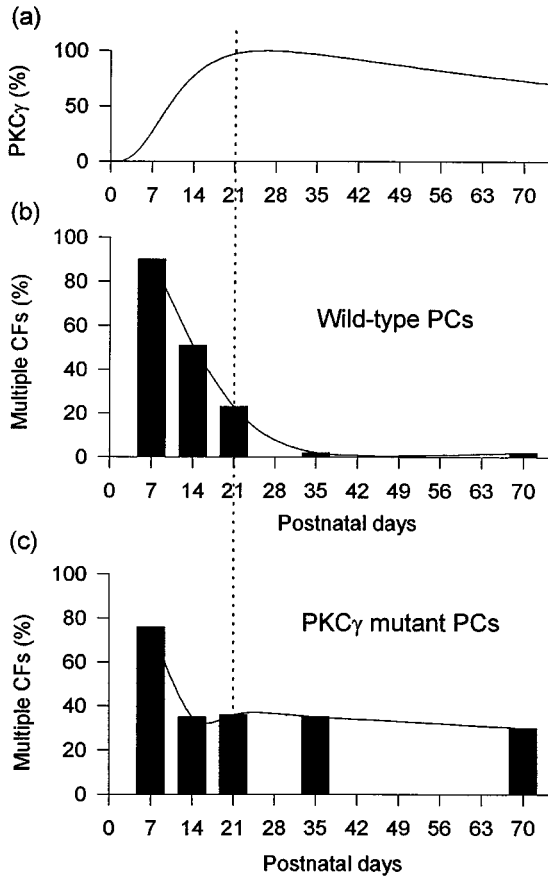 (a)
PKCγ (%)
100
50
0
0 7 14 21 28 35 42 49 56 63 70
(b)
Multiple CFs (%)
100
80
60
40
20
0
Wild-type PCs
0 7 14 21 28 35 42 49 56 63 70
Postnatal days
(c)
Multiple CFs (%)
100
80
60
40
20
0
PKCγ mutant PCs
0 7 14 21 28 35 42 49 56 63 70
Postnatal days